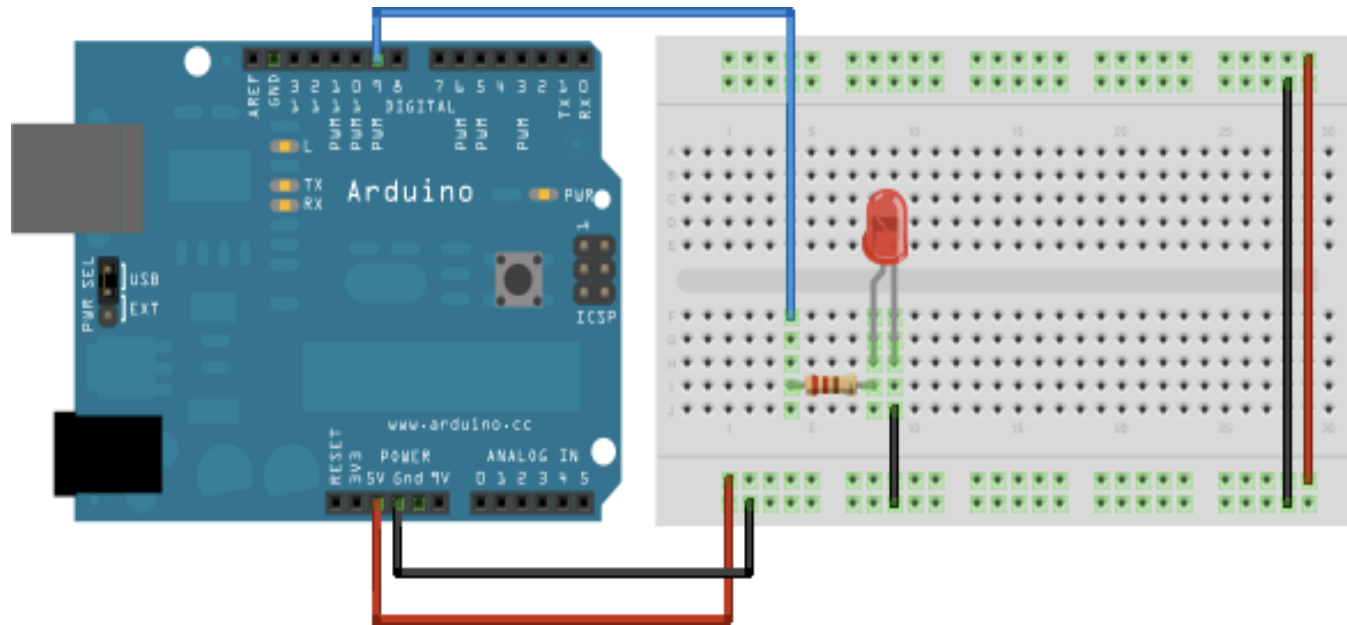 AREF
GND
13
12
11
10
9
8
7
6
5
4
3
2
1
0
TX
RX
DIGITAL
PWM
PWM
PWM
PWM
PWM
PWM
L
TX
RX
Arduino
PWR
1
PWR SEL
USB
EXT
ICSP
www.arduino.cc
POWER
ANALOG IN
RESET
3V3
5V
Gnd
9V
0 1 2 3 4 5
1 5 10 15 20 25 30
A
B
C
D
E
F
G
H
I
J
1 5 10 15 20 25 30